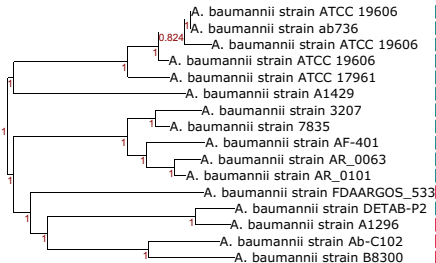 A. baumannii strain ATCC 19606
A. baumannii strain ab736
0.824
A. baumannii strain ATCC 19606
1
A. baumannii strain ATCC 19606
1
A. baumannii strain ATCC 17961
1
A. baumannii strain A1429
1
A. baumannii strain 3207
1
A. baumannii strain 7835
1
A. baumannii strain AF-401
1
A. baumannii strain AR_0063
1
A. baumannii strain AR_0101
1
A. baumannii strain FDAARGOS_533
1
A. baumannii strain DETAB-P2
1
A. baumannii strain A1296
1
A. baumannii strain Ab-C102
1
A. baumannii strain B8300
1